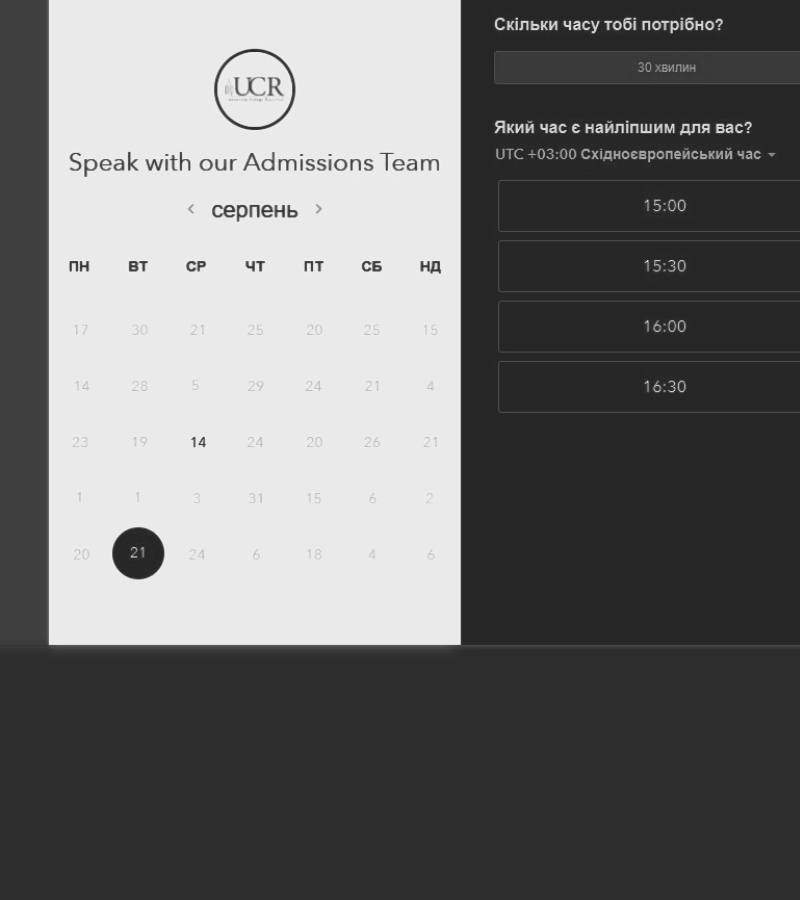 UCR
Speak with our Admissions Team
серпень
ПН ВТ СР ЧТ ПТ СБ НД
17 30 21 25 20 25 15
14 28 5 29 24 21 4
23 19 14 24 20 26 21
1 1 3 31 15 6 2
20 21 24 6 18 4 6
Скільки часу тобі потрібно?
30 хвилин
Який час є найліпшим для вас?
UTC +03:00 Східноєвропейський час
15:00
15:30
16:00
16:30